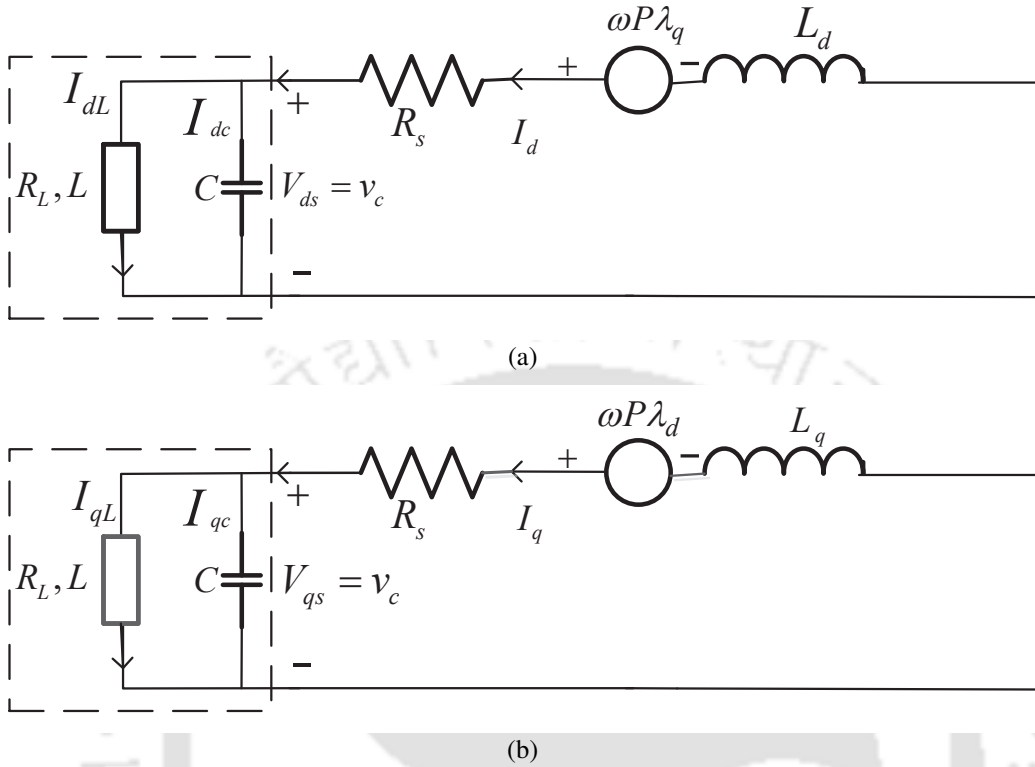 ωPλ_q
L_d
+
−
I_dL
I_dc
+
R_s
I_d
R_L, L
C
V_ds = v_c
−
(a)
ωPλ_d
L_q
+
−
I_qL
I_qc
+
R_s
I_q
R_L, L
C
V_qs = v_c
−
(b)